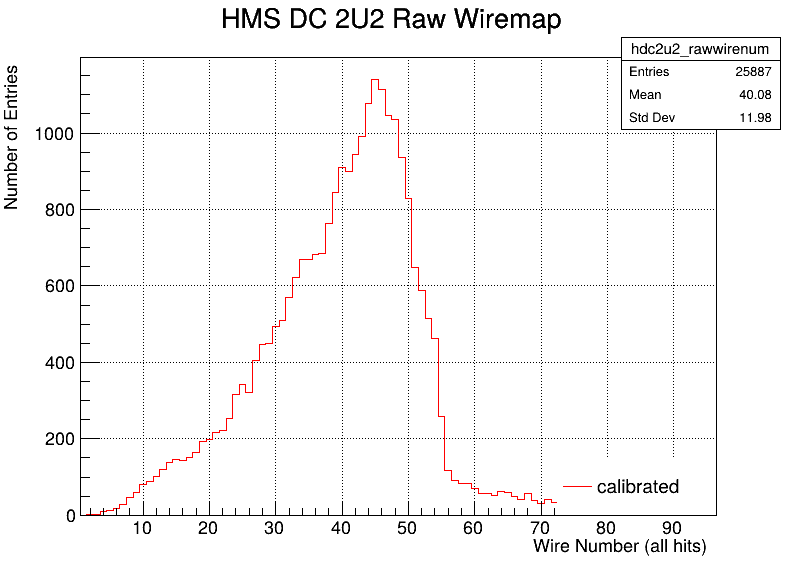 HMS DC 2U2 Raw Wiremap
hdc2u2_rawwirenum
Entries 25887
Mean 40.08
Std Dev 11.98
Number of Entries
1000
800
600
400
200
0
10 20 30 40 50 60 70 80 90
calibrated
Wire Number (all hits)